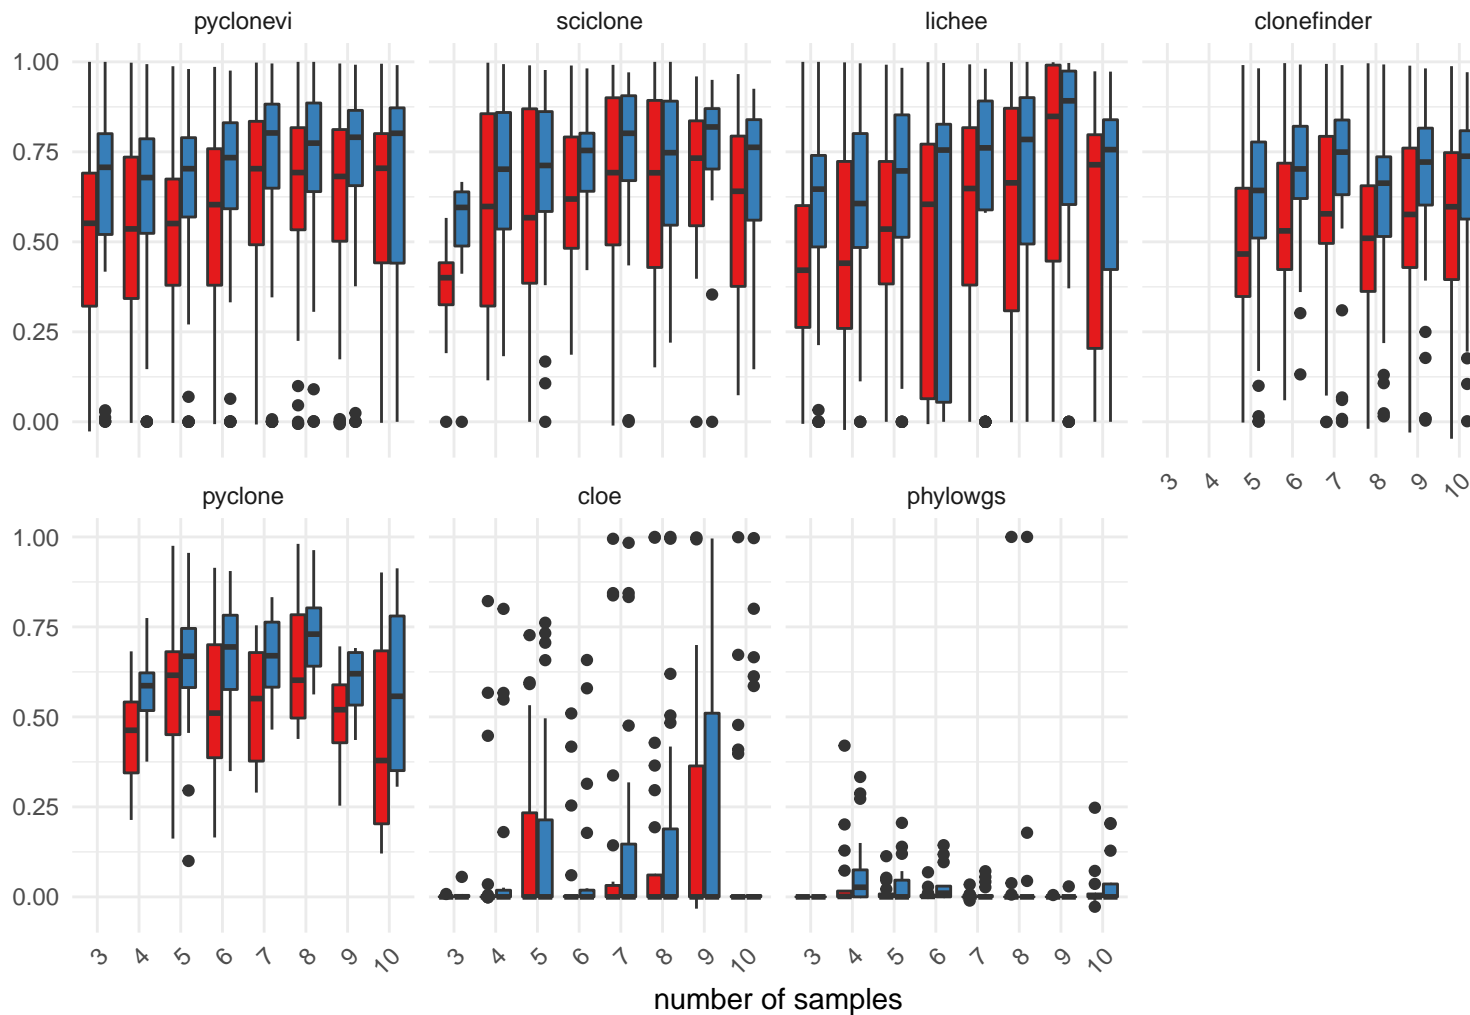 pyclonevi sciclone lichee clonefinder
1.00
0.75
0.50
0.25
0.00
3 4 5 6 7 8 9 10
pyclone cloe phylowgs
1.00
0.75
0.50
0.25
0.00
3 4 5 6 7 8 9 10 3 4 5 6 7 8 9 10 3 4 5 6 7 8 9 10
number of samples